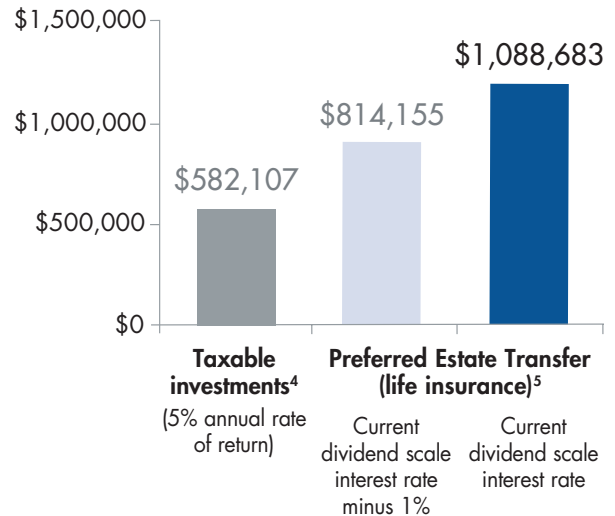 $1,500,000
$1,088,683
$1,000,000
$814,155
$582,107
$500,000
$0
Taxable
investments⁴
(5% annual rate
of return)
Preferred Estate Transfer
(life insurance)⁵
Current
dividend scale
interest rate
minus 1%
Current
dividend scale
interest rate